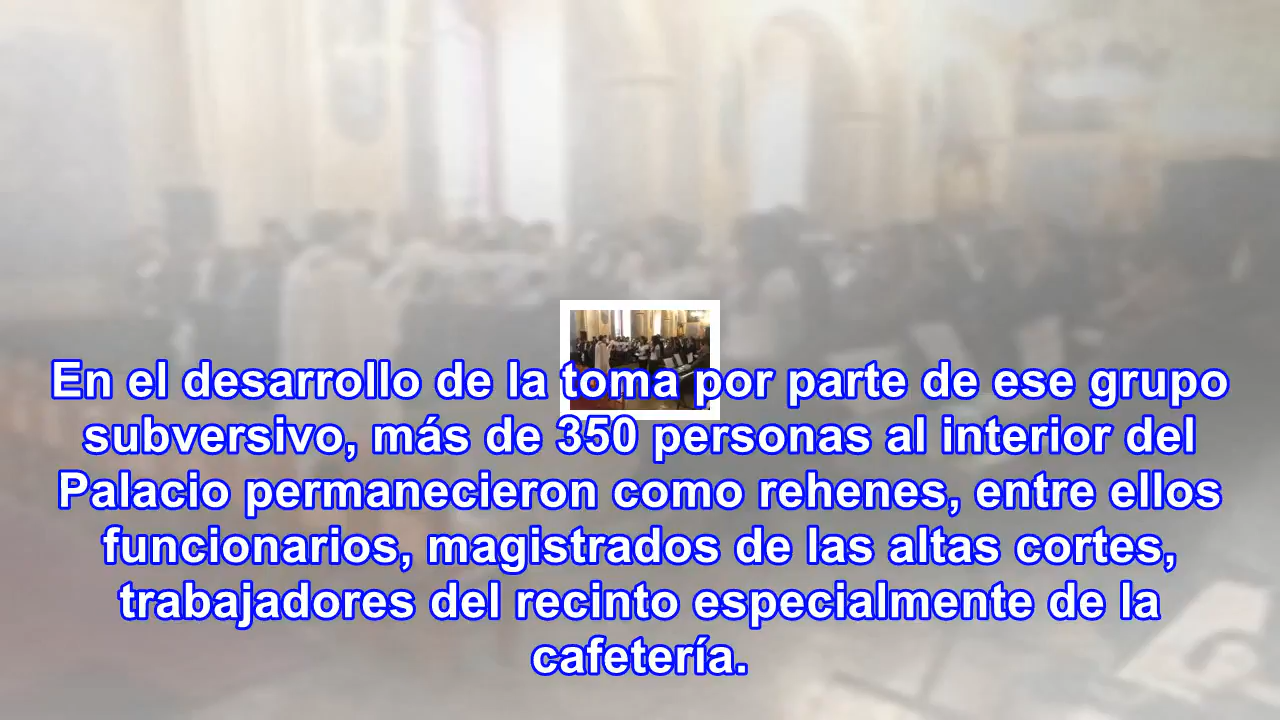 En el desarrollo de la toma por parte de ese grupo
subversivo, más de 350 personas al interior del
Palacio permanecieron como rehenes, entre ellos
funcionarios, magistrados de las altas cortes,
trabajadores del recinto especialmente de la
cafetería.